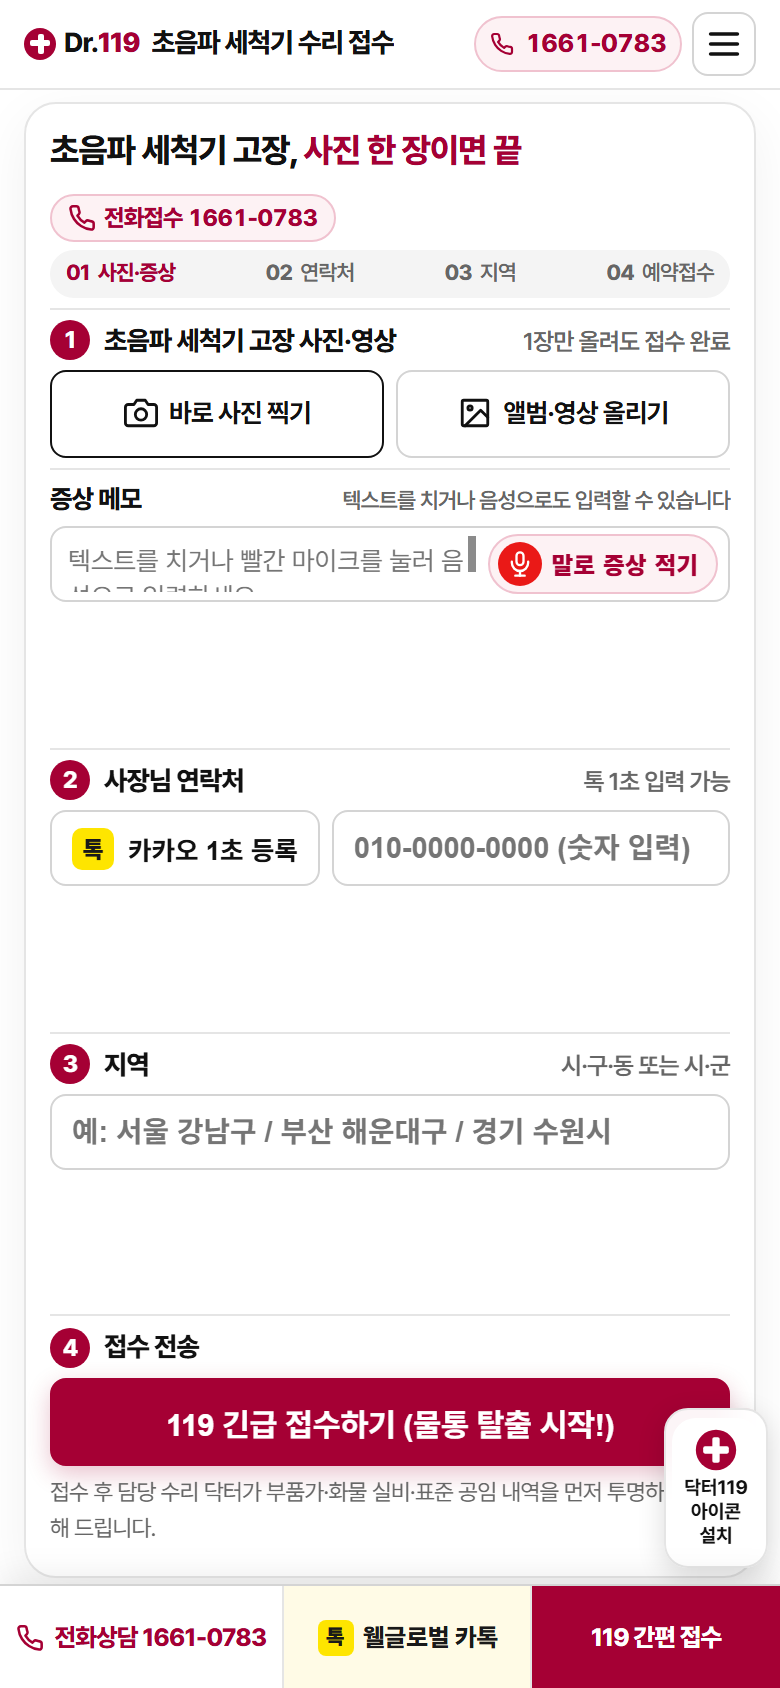 Dr.119 초음파 세척기 수리 접수
1661-0783
초음파 세척기 고장, 사진 한 장이면 끝
전화접수 1661-0783
01 사진·증상 02 연락처 03 지역 04 예약접수
1 초음파 세척기 고장 사진·영상
1장만 올려도 접수 완료
바로 사진 찍기
앨범·영상 올리기
증상 메모
텍스트를 치거나 음성으로도 입력할 수 있습니다
텍스트를 치거나 빨간 마이크를 눌러 음
말로 증상 적기
2 사장님 연락처
톡 1초 입력 가능
톡 카카오 1초 등록
010-0000-0000 (숫자 입력)
3 지역
시·구·동 또는 시·군
예: 서울 강남구 / 부산 해운대구 / 경기 수원시
4 접수 전송
119 긴급 접수하기 (물통 탈출 시작!)
접수 후 담당 수리 닥터가 부품가·화물 실비·표준 공임 내역을 먼저 투명하
해 드립니다.
닥터119
아이콘
설치
전화상담 1661-0783
톡 웰글로벌 카톡
119 간편 접수